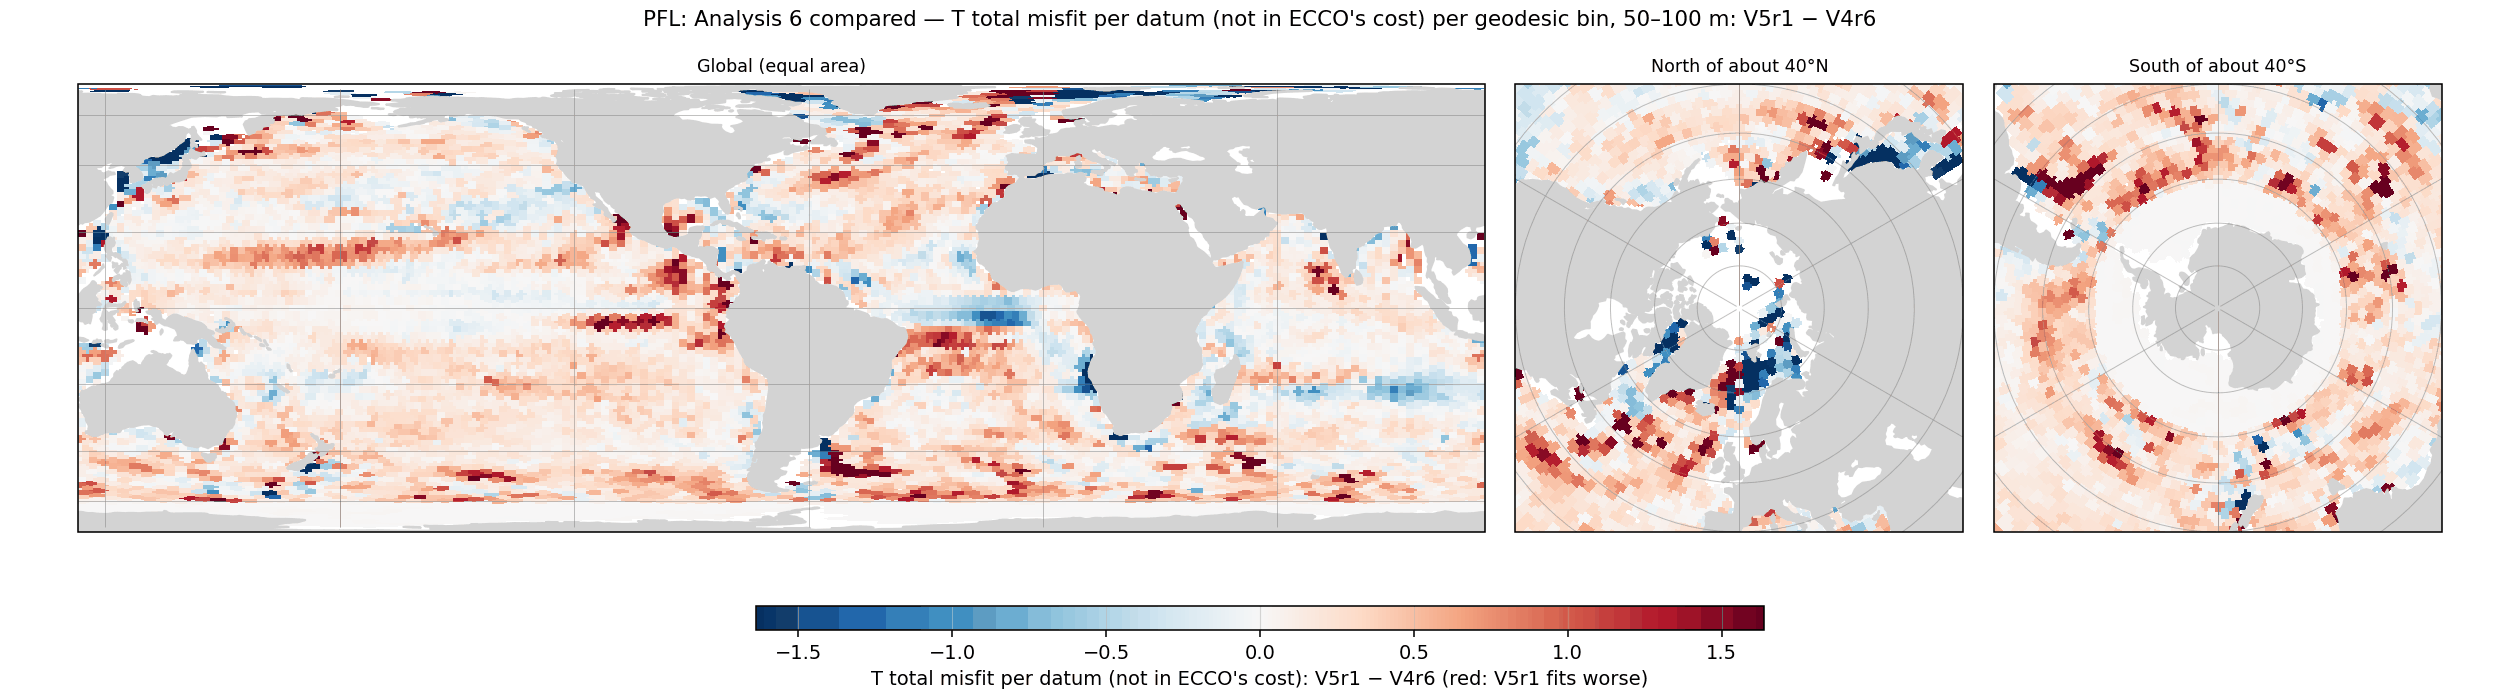 PFL: Analysis 6 compared — T total misfit per datum (not in ECCO's cost) per geodesic bin, 50–100 m: V5r1 − V4r6
Global (equal area)
North of about 40°N
South of about 40°S
−1.5
−1.0
−0.5
0.0
0.5
1.0
1.5
T total misfit per datum (not in ECCO's cost): V5r1 − V4r6 (red: V5r1 fits worse)